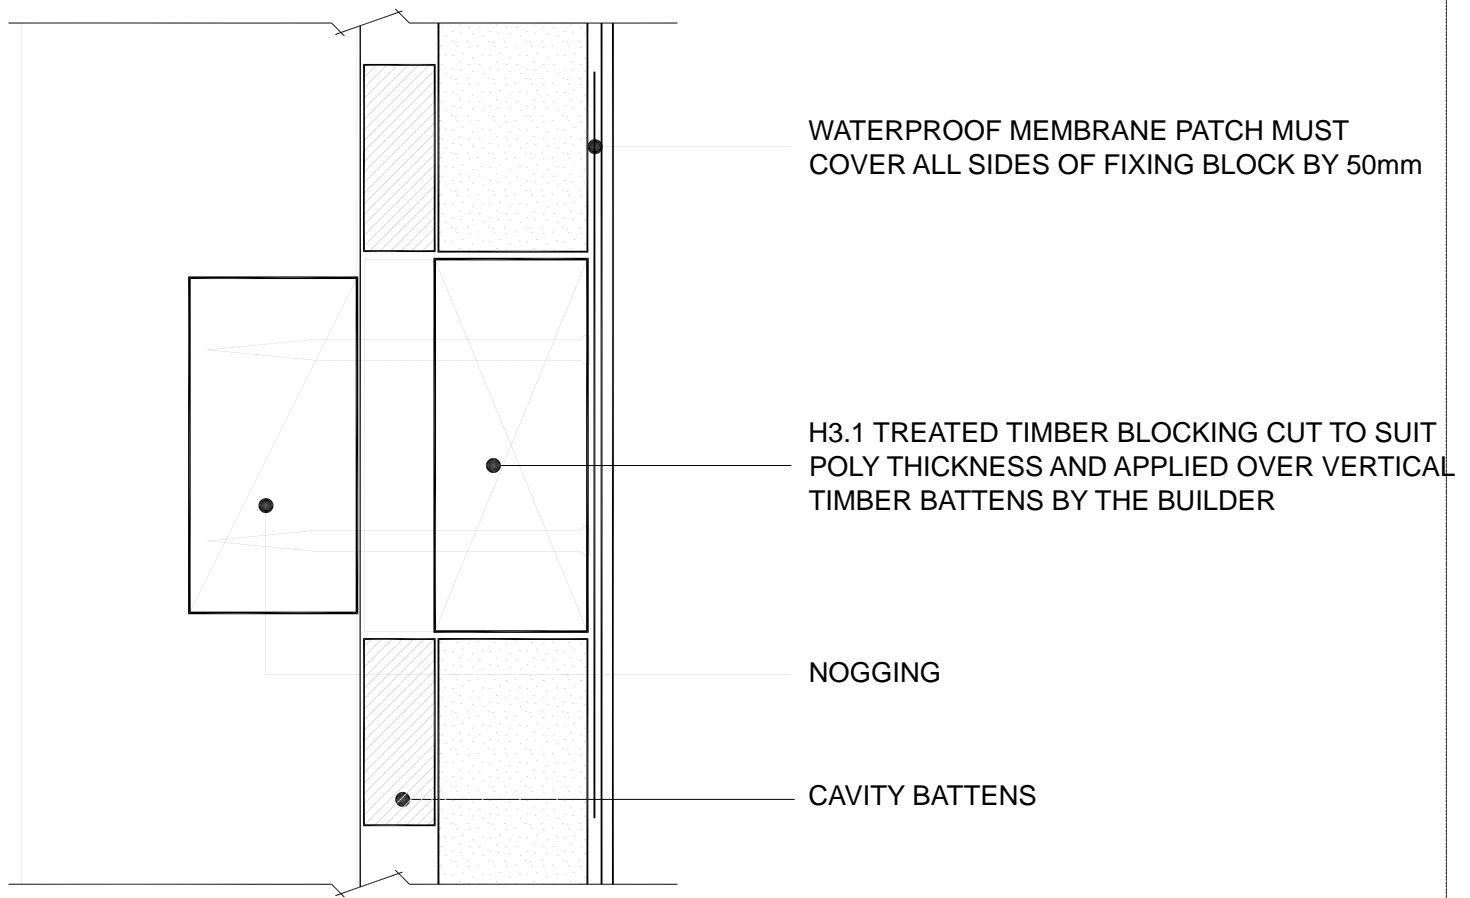 WATERPROOF MEMBRANE PATCH MUST
COVER ALL SIDES OF FIXING BLOCK BY 50mm
H3.1 TREATED TIMBER BLOCKING CUT TO SUIT
POLY THICKNESS AND APPLIED OVER VERTICAL
TIMBER BATTENS BY THE BUILDER
NOGGING
CAVITY BATTENS